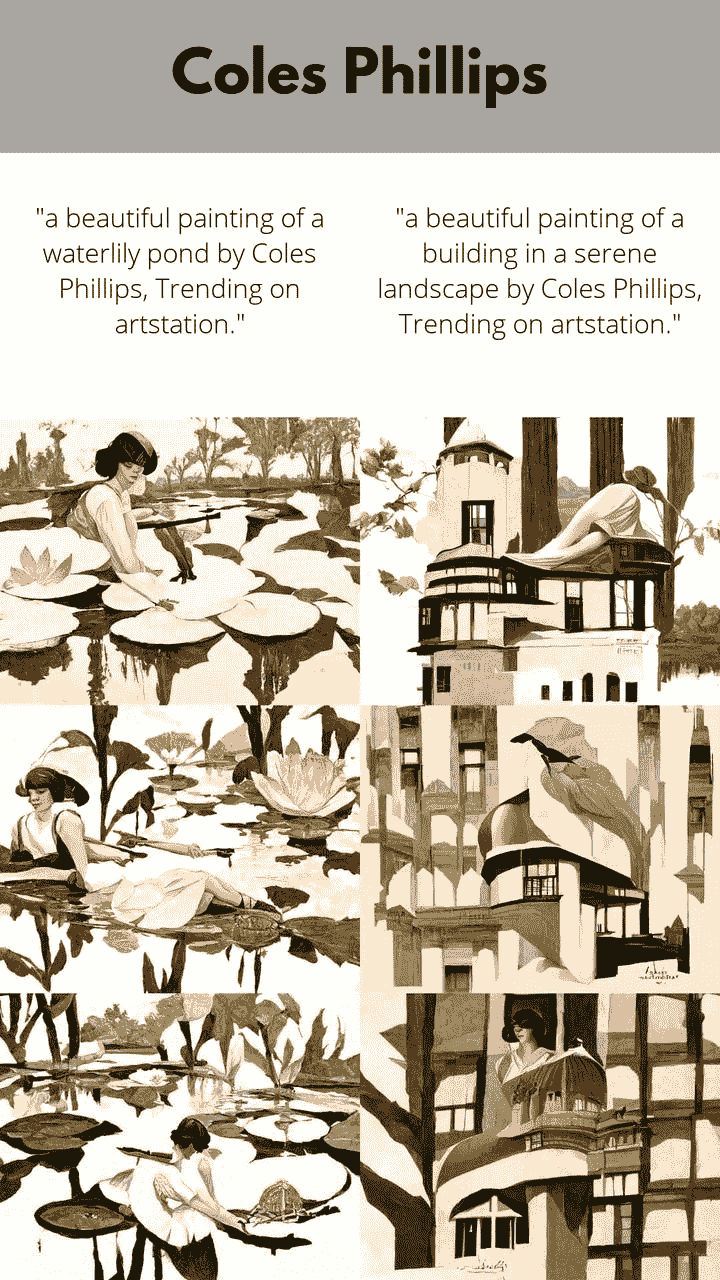 Coles Phillips
"a beautiful painting of a
waterlily pond by Coles
Phillips, Trending on
artstation."
"a beautiful painting of a
building in a serene
landscape by Coles Phillips,
Trending on artstation."